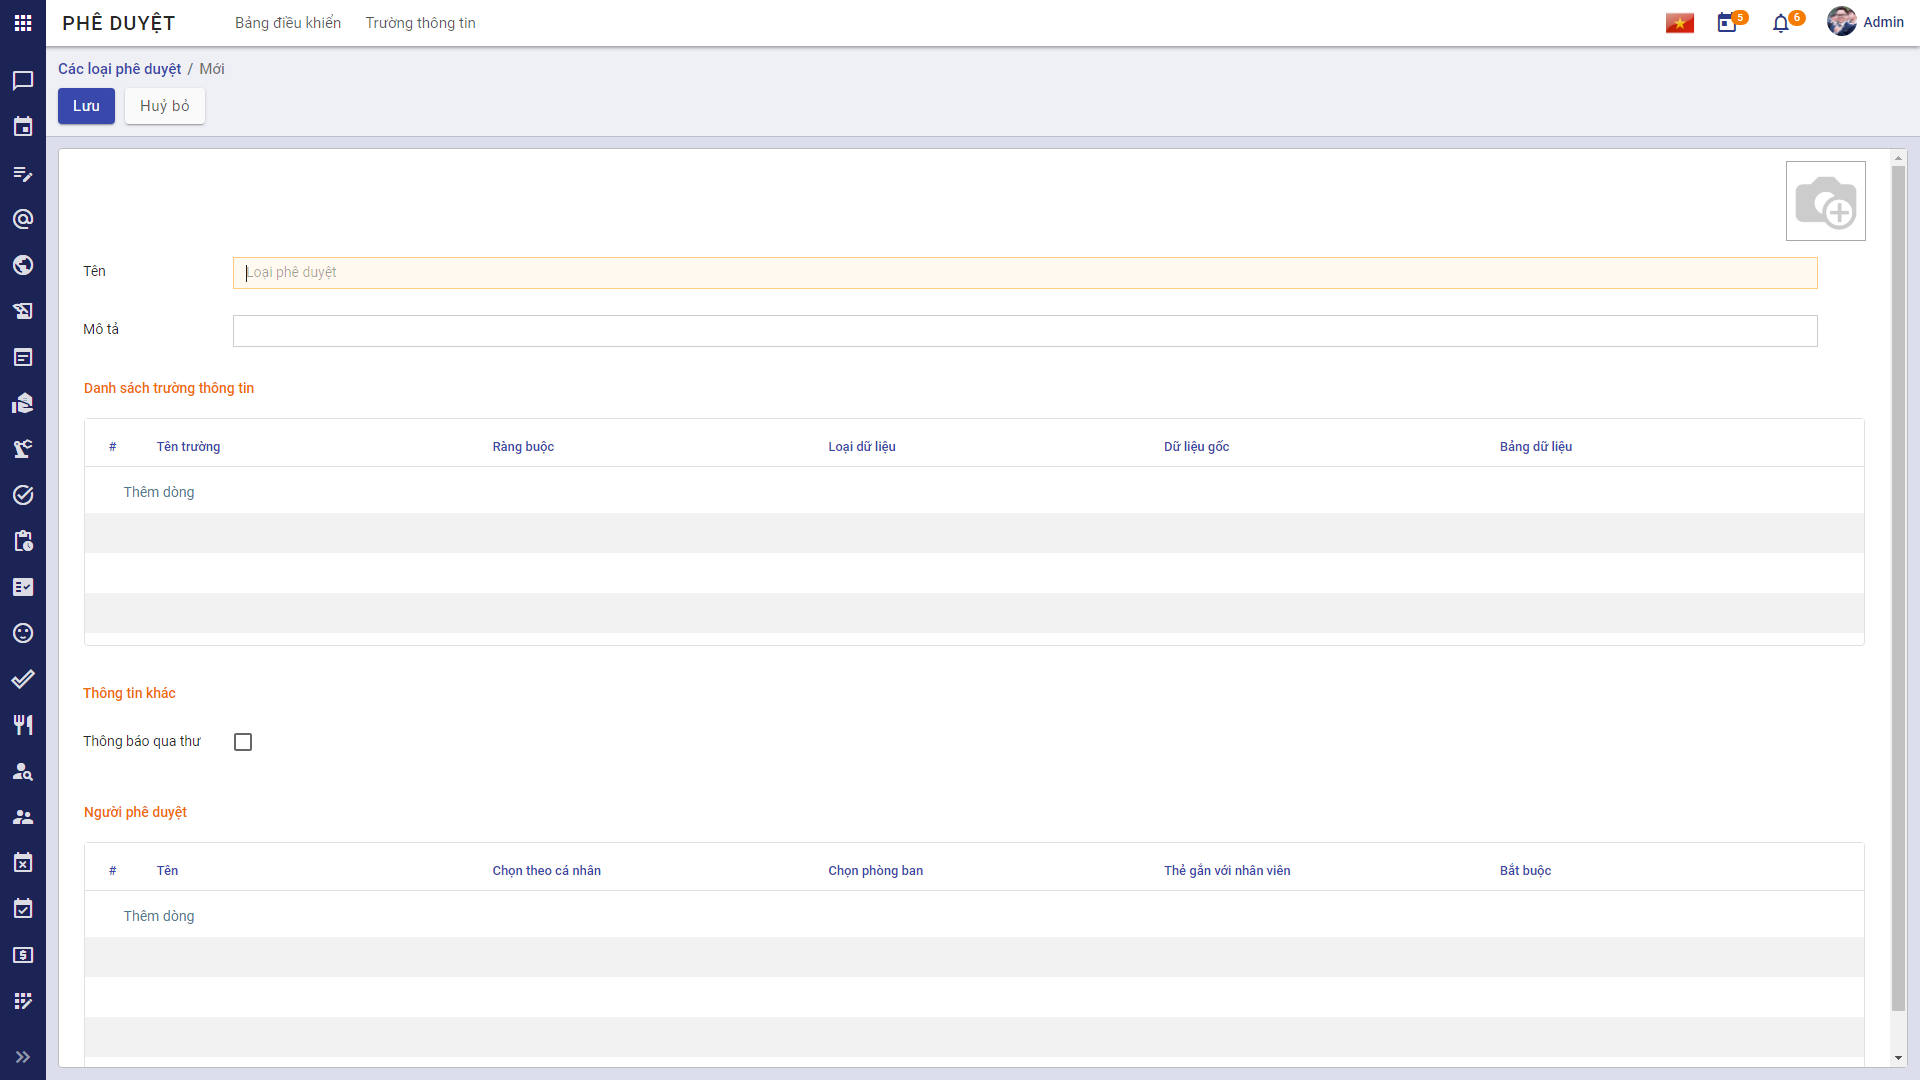 PHÊ DUYỆT
Bảng điều khiển
Trường thông tin
5
6
Admin
Các loại phê duyệt / Mới
Lưu
Huỷ bỏ
Tên
Loại phê duyệt
Mô tả
Danh sách trường thông tin
# Tên trường Ràng buộc Loại dữ liệu Dữ liệu gốc Bảng dữ liệu
Thêm dòng
Thông tin khác
Thông báo qua thư
Người phê duyệt
# Tên Chọn theo cá nhân Chọn phòng ban Thẻ gắn với nhân viên Bắt buộc
Thêm dòng